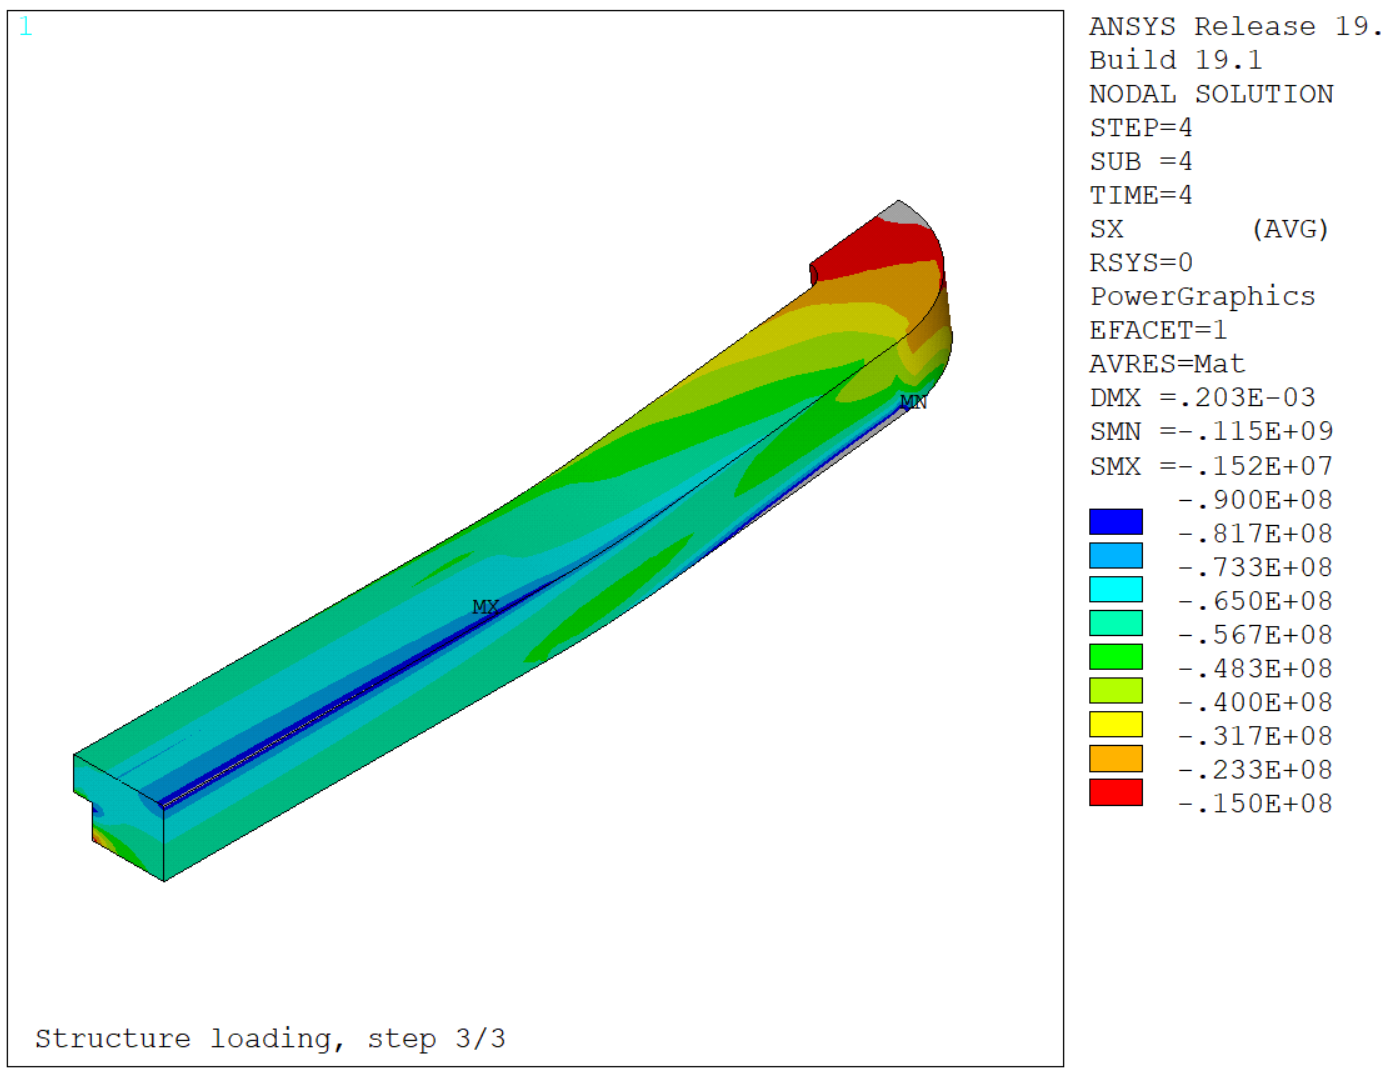 1
ANSYS Release 19.
Build 19.1
NODAL SOLUTION
STEP=4
SUB =4
TIME=4
SX (AVG)
RSYS=0
PowerGraphics
EFACET=1
AVRES=Mat
DMX =.203E-03
SMN =-.115E+09
SMX =-.152E+07
-.900E+08
-.817E+08
-.733E+08
-.650E+08
-.567E+08
-.483E+08
-.400E+08
-.317E+08
-.233E+08
-.150E+08
MN
MX
Structure loading, step 3/3